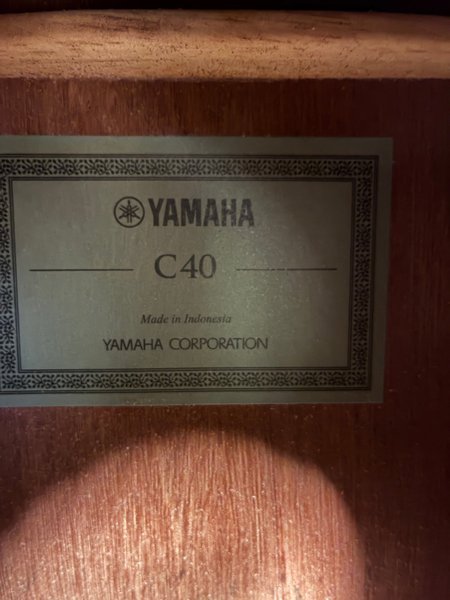 YAMAHA
C40
Made in Indonesia
YAMAHA CORPORATION